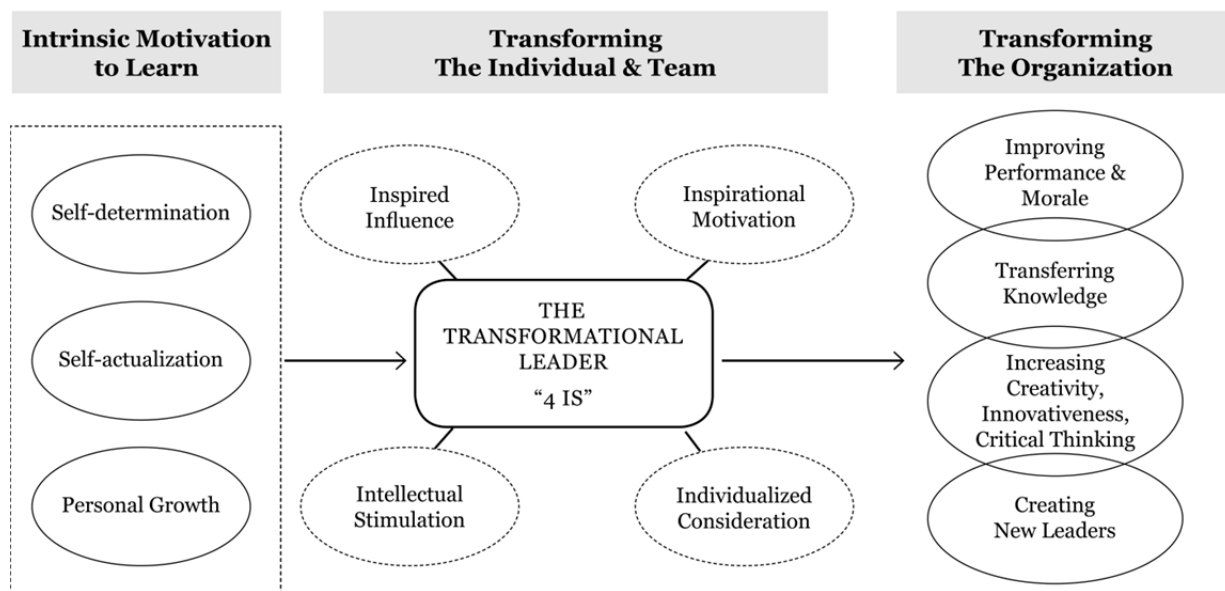 Intrinsic Motivation
to Learn
Transforming
The Individual & Team
Transforming
The Organization
Self-determination
Self-actualization
Personal Growth
Inspired
Influence
Inspirational
Motivation
THE
TRANSFORMATIONAL
LEADER
“4 IS”
Intellectual
Stimulation
Individualized
Consideration
Improving
Performance &
Morale
Transferring
Knowledge
Increasing
Creativity,
Innovativeness,
Critical Thinking
Creating
New Leaders